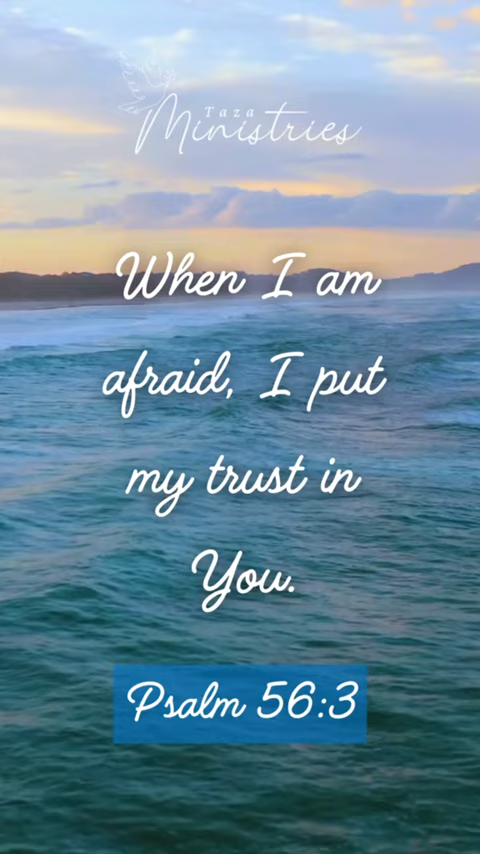 Taza
Ministries
When I am
afraid, I put
my trust in
You.
Psalm 56:3